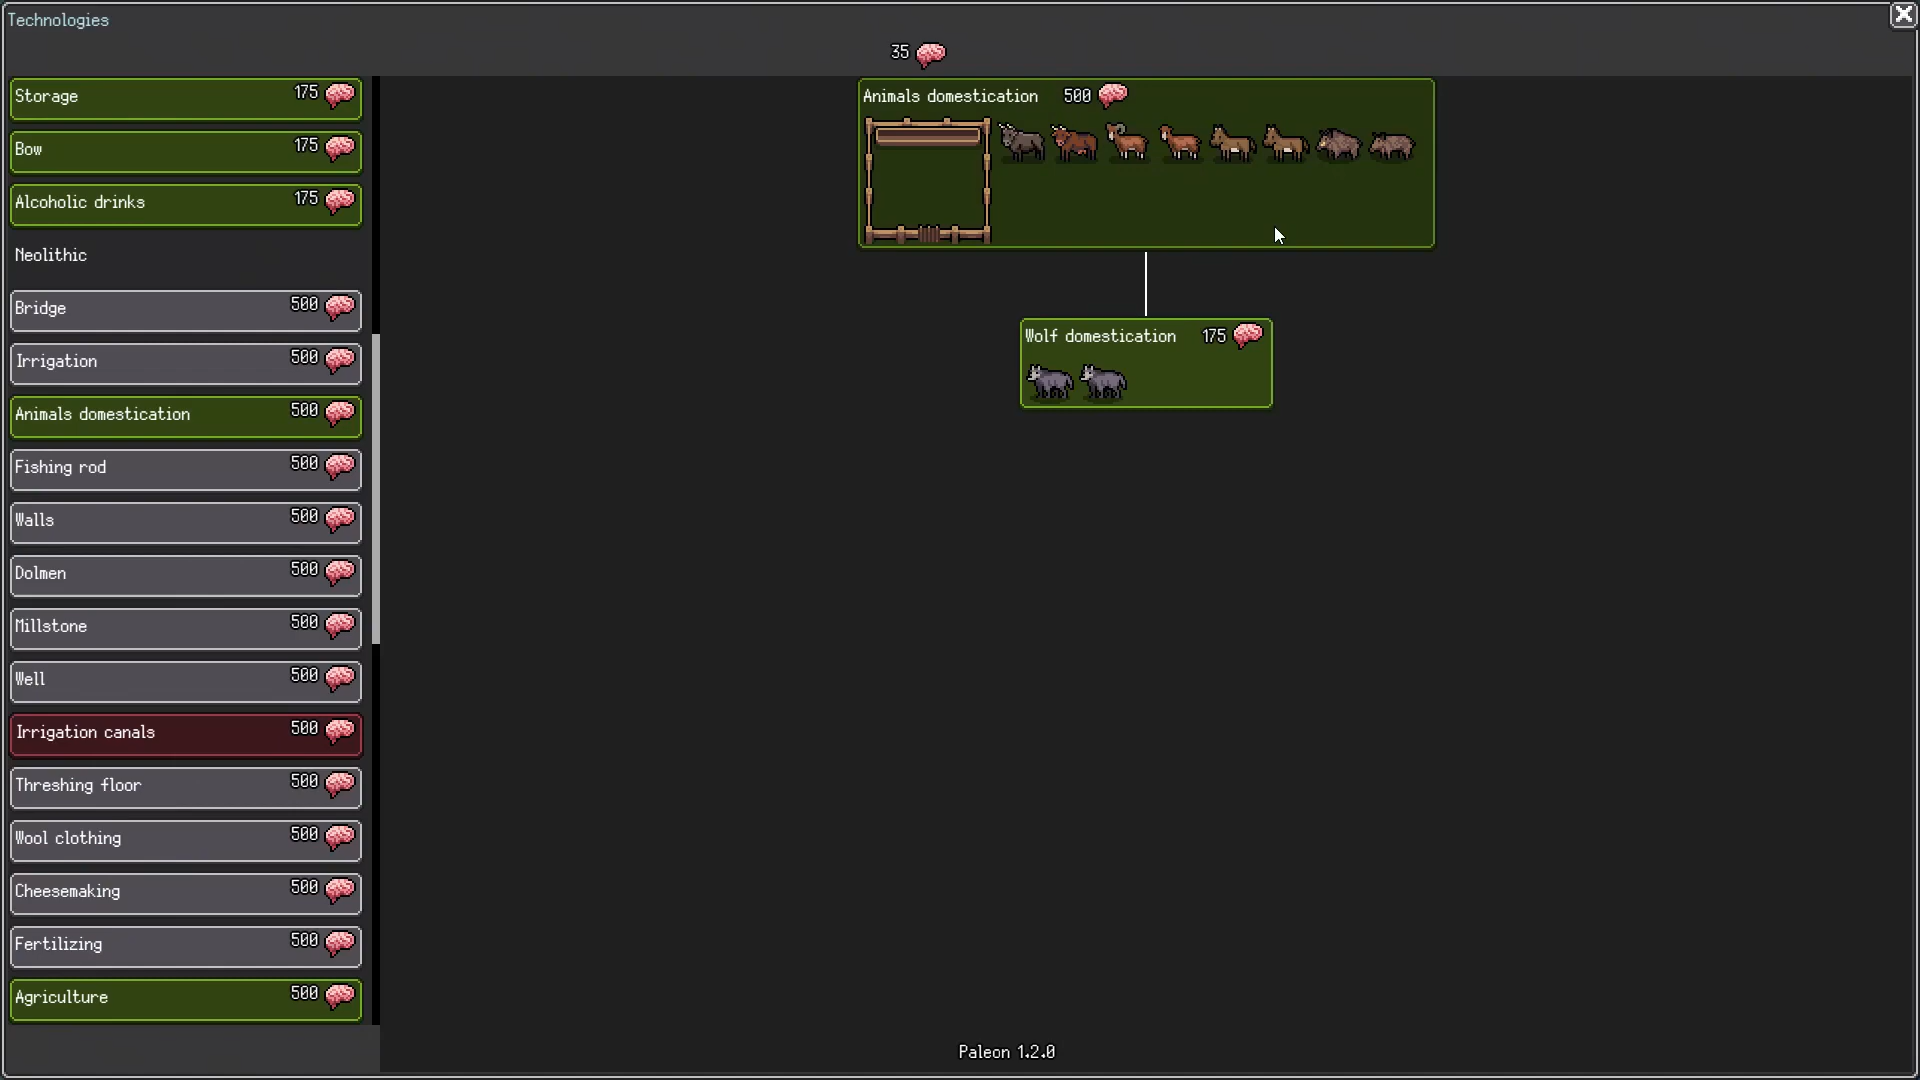 Technologies
35
Storage 175
Bow 175
Alcoholic drinks 175
Neolithic
Bridge 500
Irrigation 500
Animals domestication 500
Fishing rod 500
Walls 500
Dolmen 500
Millstone 500
Well 500
Irrigation canals 500
Threshing floor 500
Wool clothing 500
Cheesemaking 500
Fertilizing 500
Agriculture 500
Animals domestication 500
Wolf domestication 175
Paleon 1.2.0